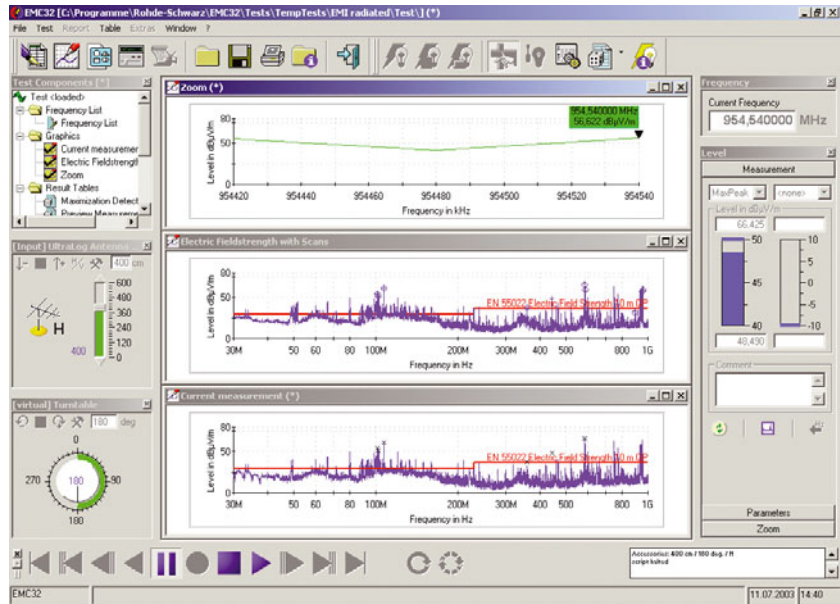 EMC32 [C:\Programme\Rohde-Schwarz\EMC32\Tests\TempTests\EMI radiated\Test\] (*)
File Test Report Table Extras Window ?
Test Components [*]
Test <loaded>
Frequency List
Frequency List
Graphics
Current measuremer
Electric Fieldstrength
Zoom
Result Tables
Maximization Detect
Preview Measureme
[Input] UltraLog Antenna ...
400 cm
600
480
360
240
120
0
H
400
[virtual] Turntable
180 deg
0
270
90
180
180
Zoom (*)
954,540000 MHz
56,622 dBµV/m
Level in dBµV/m
80
50
0
954420 954440 954460 954480 954500 954520 954540
Frequency in kHz
Electric Fieldstrength with Scans
Level in dBµV/m
80
50
0
EN 55022 Electric Field Strength 10 m QP
30M 50 60 80 100M 200M 300 400 500 800 1G
Frequency in Hz
Current measurement (*)
Level in dBµV/m
80
50
0
EN 55022 Electric Field Strength 10 m QP
30M 50 60 80 100M 200M 300 400 500 800 1G
Frequency in Hz
Frequency
Current Frequency
954,540000 MHz
Level
Measurement
MaxPeak <none>
Level in dBµV/m
66,425
50 10
5
45 0
-5
40 -10
48,490
Comment
Parameters
Zoom
Accessories: 400 cm / 180 deg. / H
EMC32
11.07.2003 14:40